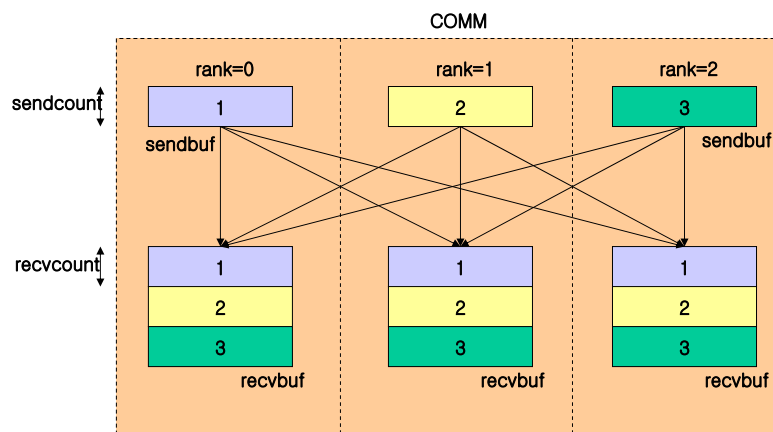 COMM
rank=0 rank=1 rank=2
sendcount 1 2 3
sendbuf sendbuf
recvcount 1 1 1
2 2 2
3 3 3
recvbuf recvbuf recvbuf